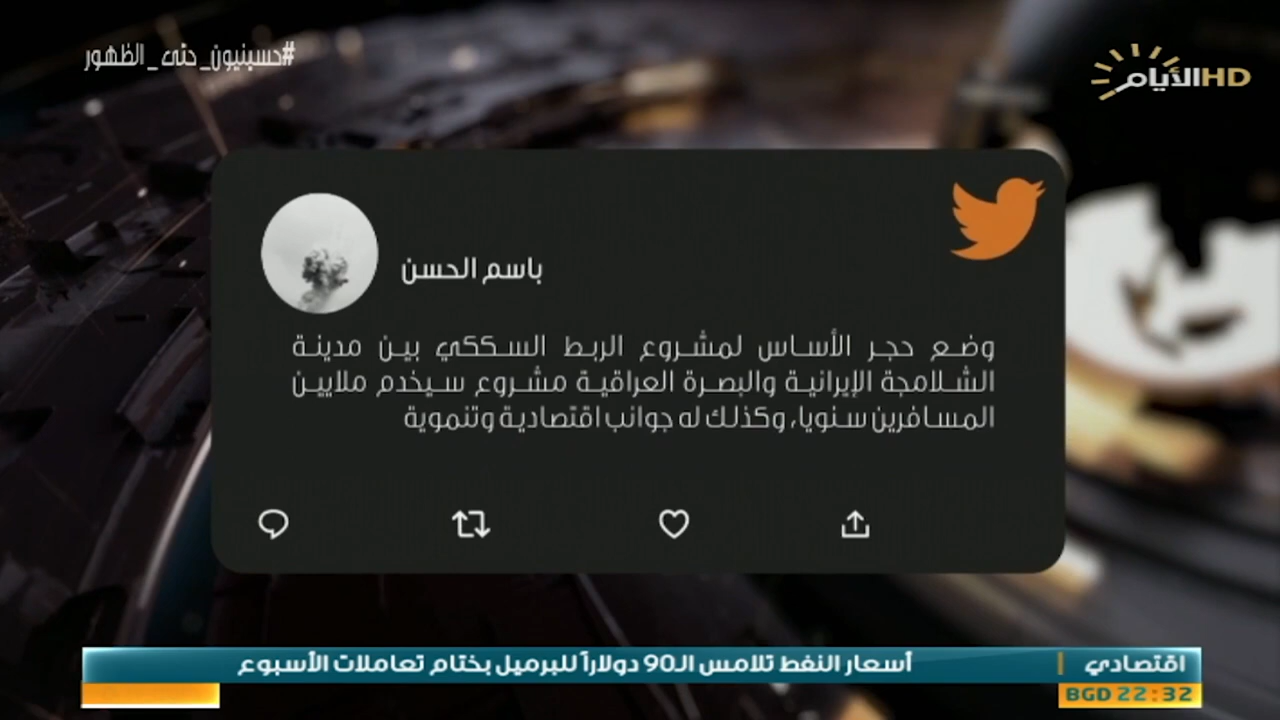 #حسينيون_حتى_الظهور
الأيام HD
باسم الحسن
وضع حجر الأساس لمشروع الربط السككي بين مدينة
الشلامجة الإيرانية والبصرة العراقية مشروع سيخدم ملايين
المسافرين سنويا، وكذلك له جوانب اقتصادية وتنموية
اقتصادي
أسعار النفط تلامس الـ90 دولاراً للبرميل بختام تعاملات الأسبوع
BGD 22:32